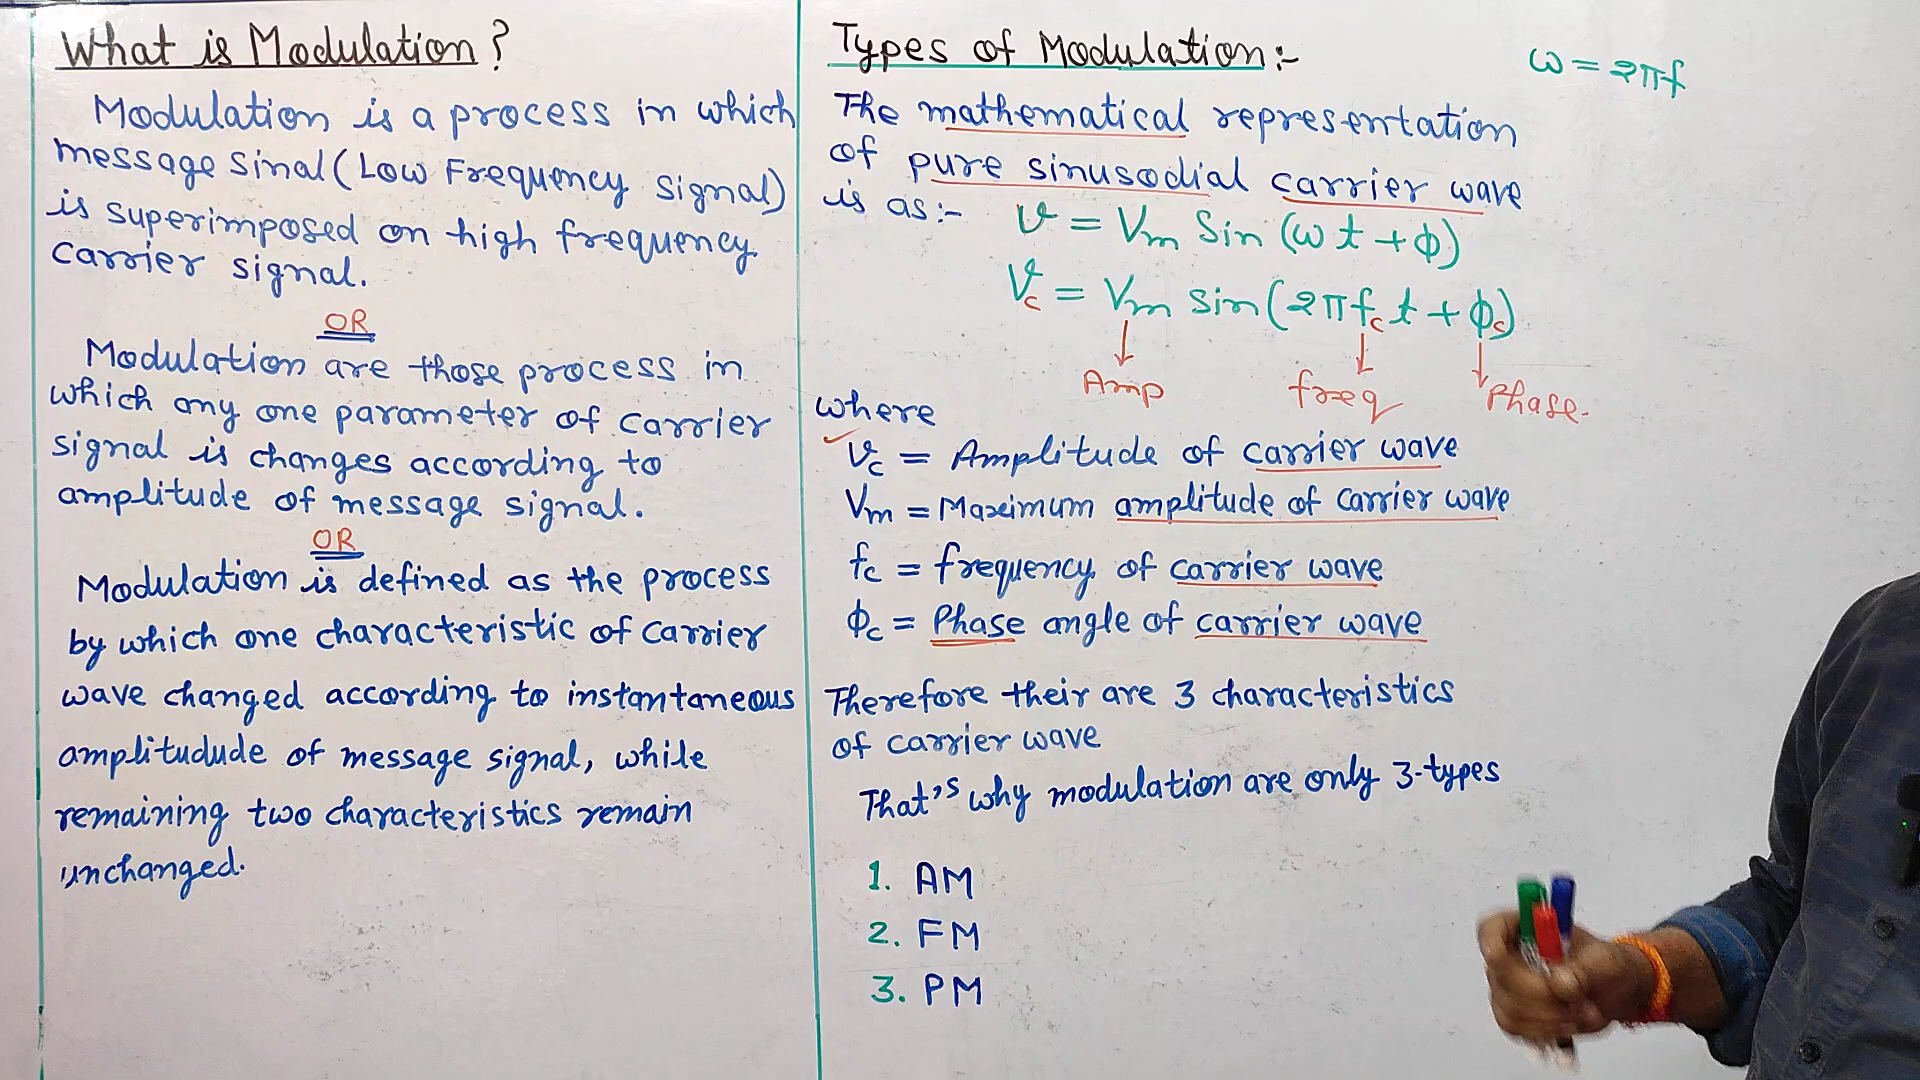 What is Modulation?
Modulation is a process in which
message sinal (Low Frequency signal)
is superimposed on high frequency
carrier signal.
OR
Modulation are those process in
which any one parameter of carrier
signal is changes according to
amplitude of message signal.
OR
Modulation is defined as the process
by which one characteristic of carrier
wave changed according to instantaneous
amplitudude of message signal, while
remaining two characteristics remain
unchanged.
Types of Modulation:-
ω = 2πf
The mathematical representation
of pure sinusodial carrier wave
is as:- v = Vm Sin (ωt + ϕ)
Vc = Vm sin (2πfc t + ϕc)
Amp freq Phase.
where
vc = Amplitude of carrier wave
Vm = Maximum amplitude of carrier wave
fc = frequency of carrier wave
ϕc = Phase angle of carrier wave
Therefore their are 3 characteristics
of carrier wave
That's why modulation are only 3-types
1. AM
2. FM
3. PM